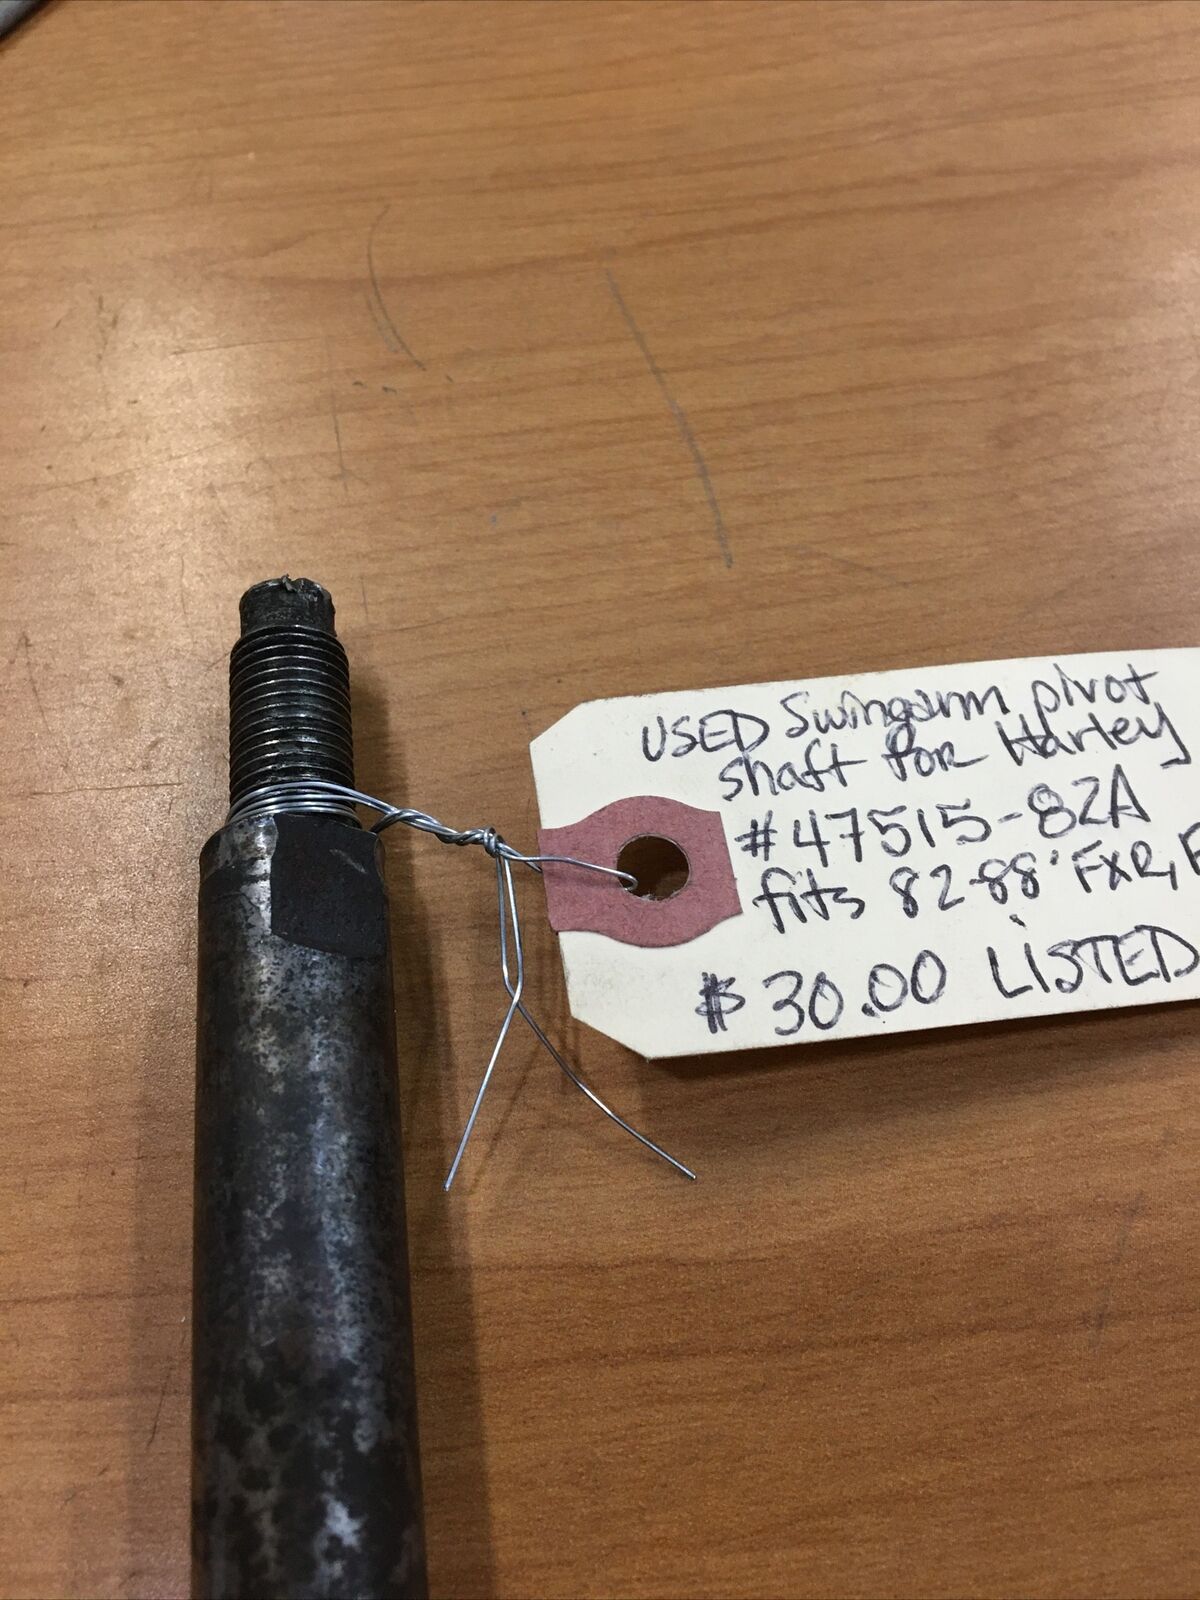 USED Swingarm pivot
shaft for Harley
#47515-82A
fits 82-88' FXR, F
$30.00 LISTED